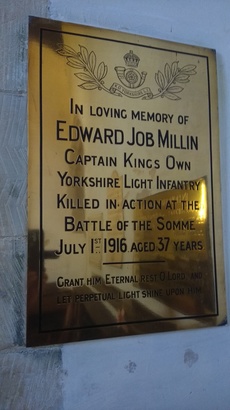 IN LOVING MEMORY OF
EDWARD JOB MILLIN
CAPTAIN KINGS OWN
YORKSHIRE LIGHT INFANTRY
KILLED IN·ACTION AT THE
BATTLE OF THE SOMME
JULY 1ST 1916 AGED 37 YEARS
GRANT HIM ETERNAL REST O LORD AND
LET PERPETUAL LIGHT SHINE UPON HIM